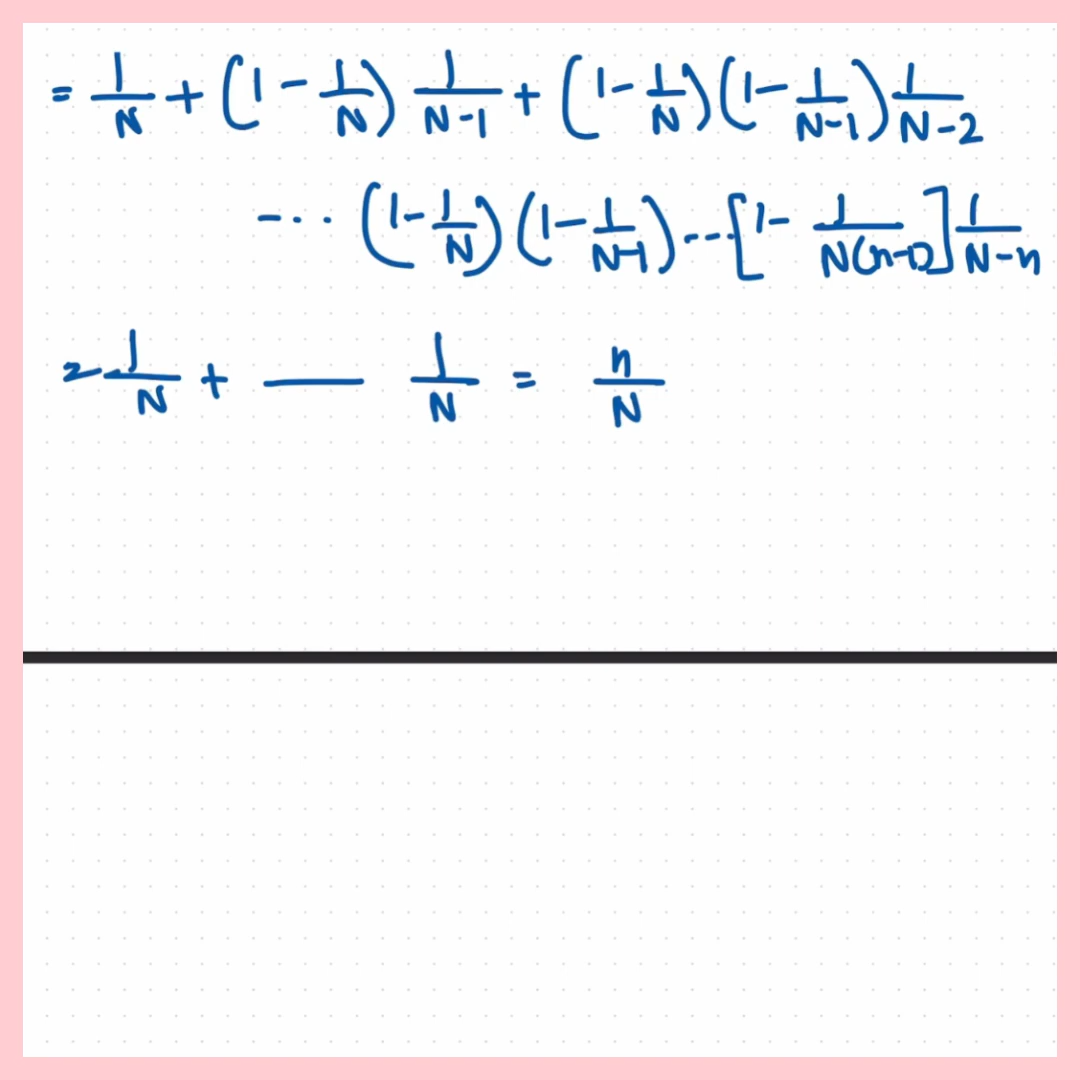 = 1/N + (1 - 1/N) 1/N-1 + (1 - 1/N)(1 - 1/N-1) 1/N-2
- ... (1 - 1/N)(1 - 1/N-1) ... [1 - 1/N(n-1)] 1/N-n
= 1/N + ___ 1/N = n/N